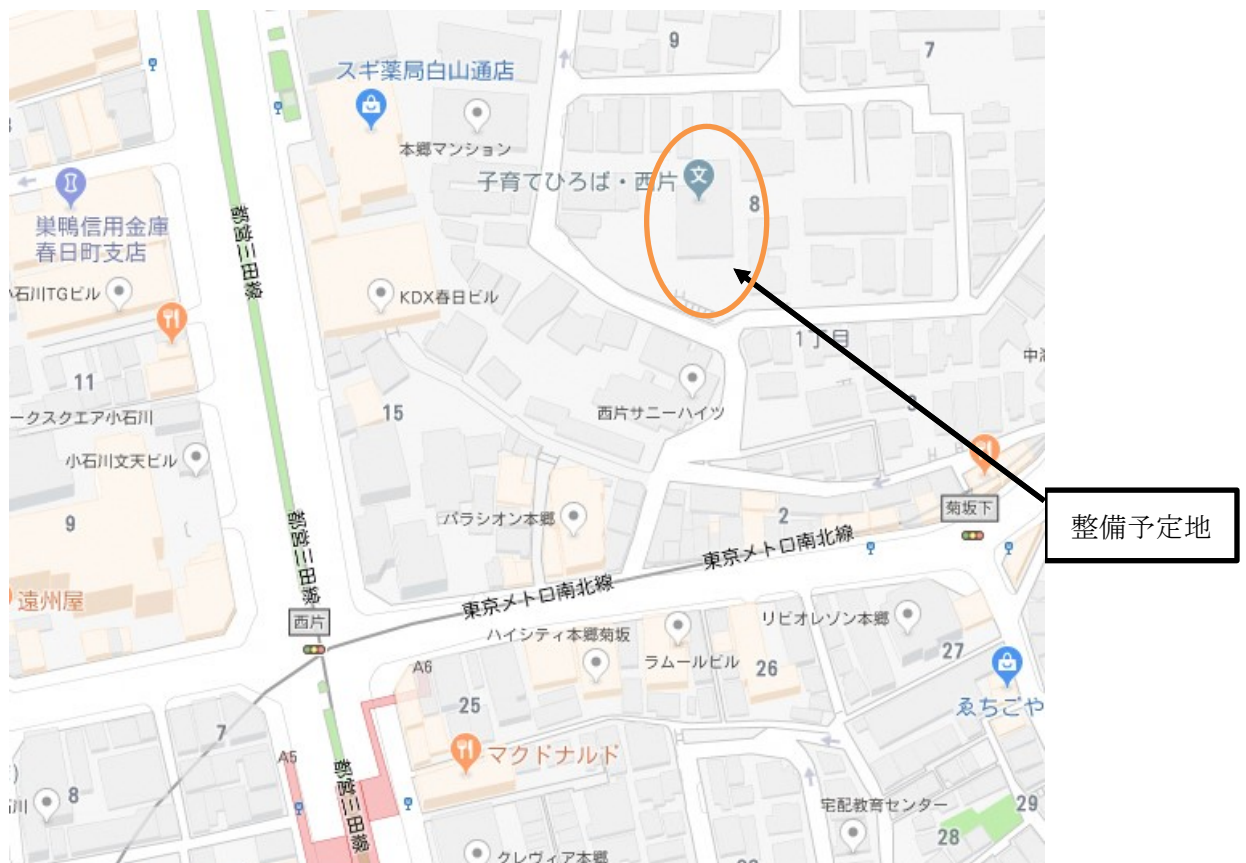 9
7
スギ薬局白山通店
本郷マンション
子育てひろば・西片
文
8
巣鴨信用金庫
春日町支店
都営三田線
小石川TGビル
KDX春日ビル
1丁目
11
15
西片サニーハイツ
ークスクエア小石川
小石川文天ビル
9
パラシオン本郷
2
菊坂下
整備予定地
都営三田線
東京メトロ南北線
東京メトロ南北線
遠州屋
西片
ハイシティ本郷菊坂
リビオレゾン本郷
ラムールビル
26
27
A6
25
ゑちごや
7
マクドナルド
A5
都営三田線
8
宅配教育センター
29
28
クレヴィア本郷